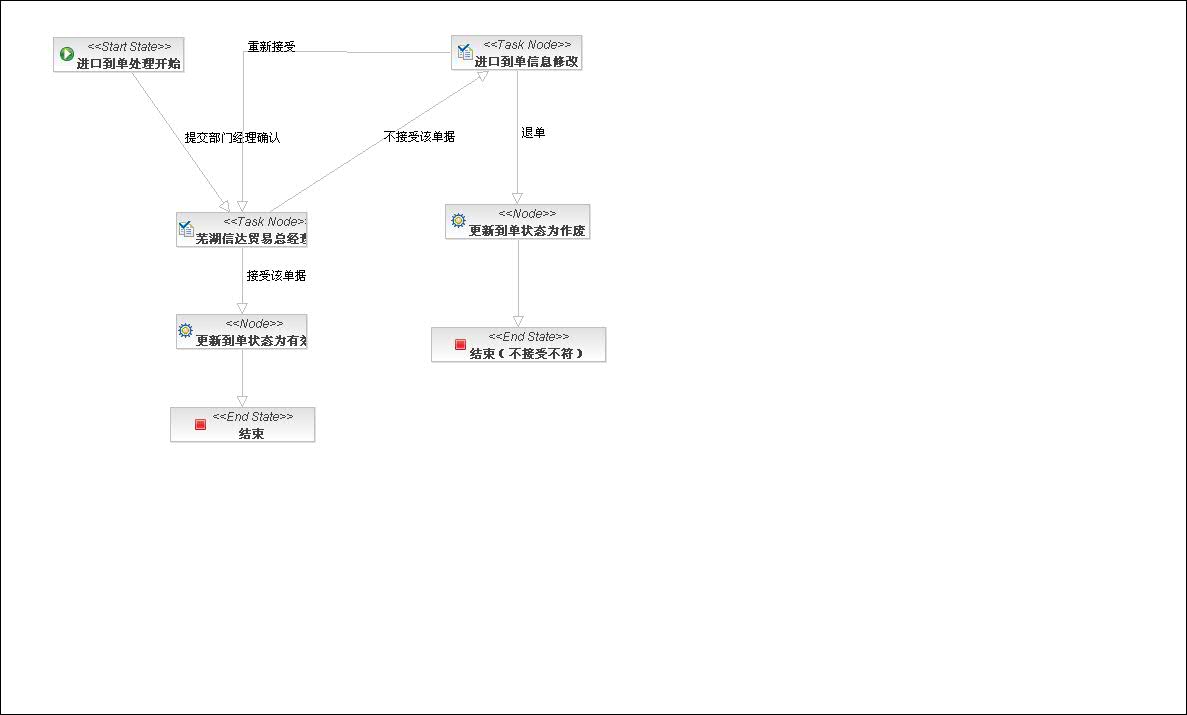 <<Start State>>
进口到单处理开始
重新接受
<<Task Node>>
进口到单信息修改
提交部门经理确认
不接受该单据
退单
<<Task Node>
芜湖信达贸易总经
<<Node>>
更新到单状态为作废
接受该单据
<<Node>>
更新到单状态为有
<<End State>>
结束（不接受不符）
<<End State>>
结束